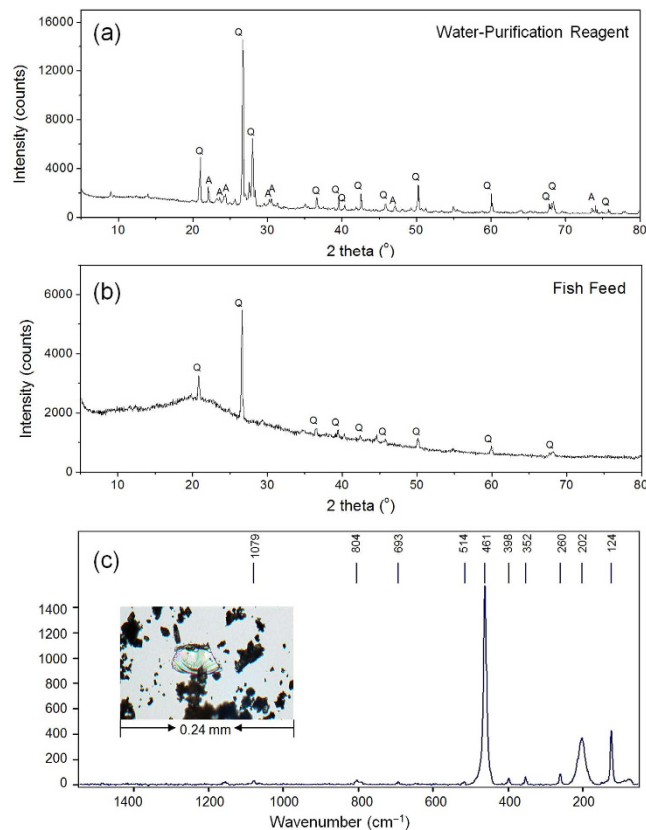 (a)
Water-Purification Reagent
Intensity (counts)
16000
12000
8000
4000
0
Q
A
A
A
Q
Q
A
A
Q
Q
Q
Q
Q
A
Q
Q
Q
Q
A
Q
10
20
30
40
50
60
70
80
2 theta (°)
(b)
Fish Feed
Intensity (counts)
6000
4000
2000
0
Q
Q
Q
Q
Q
Q
Q
Q
Q
10
20
30
40
50
60
70
80
2 theta (°)
(c)
1079
804
693
514
461
398
352
260
202
124
1400
1200
1000
800
600
400
200
0
0.24 mm
1400
1200
1000
800
600
400
200
Wavenumber (cm⁻¹)